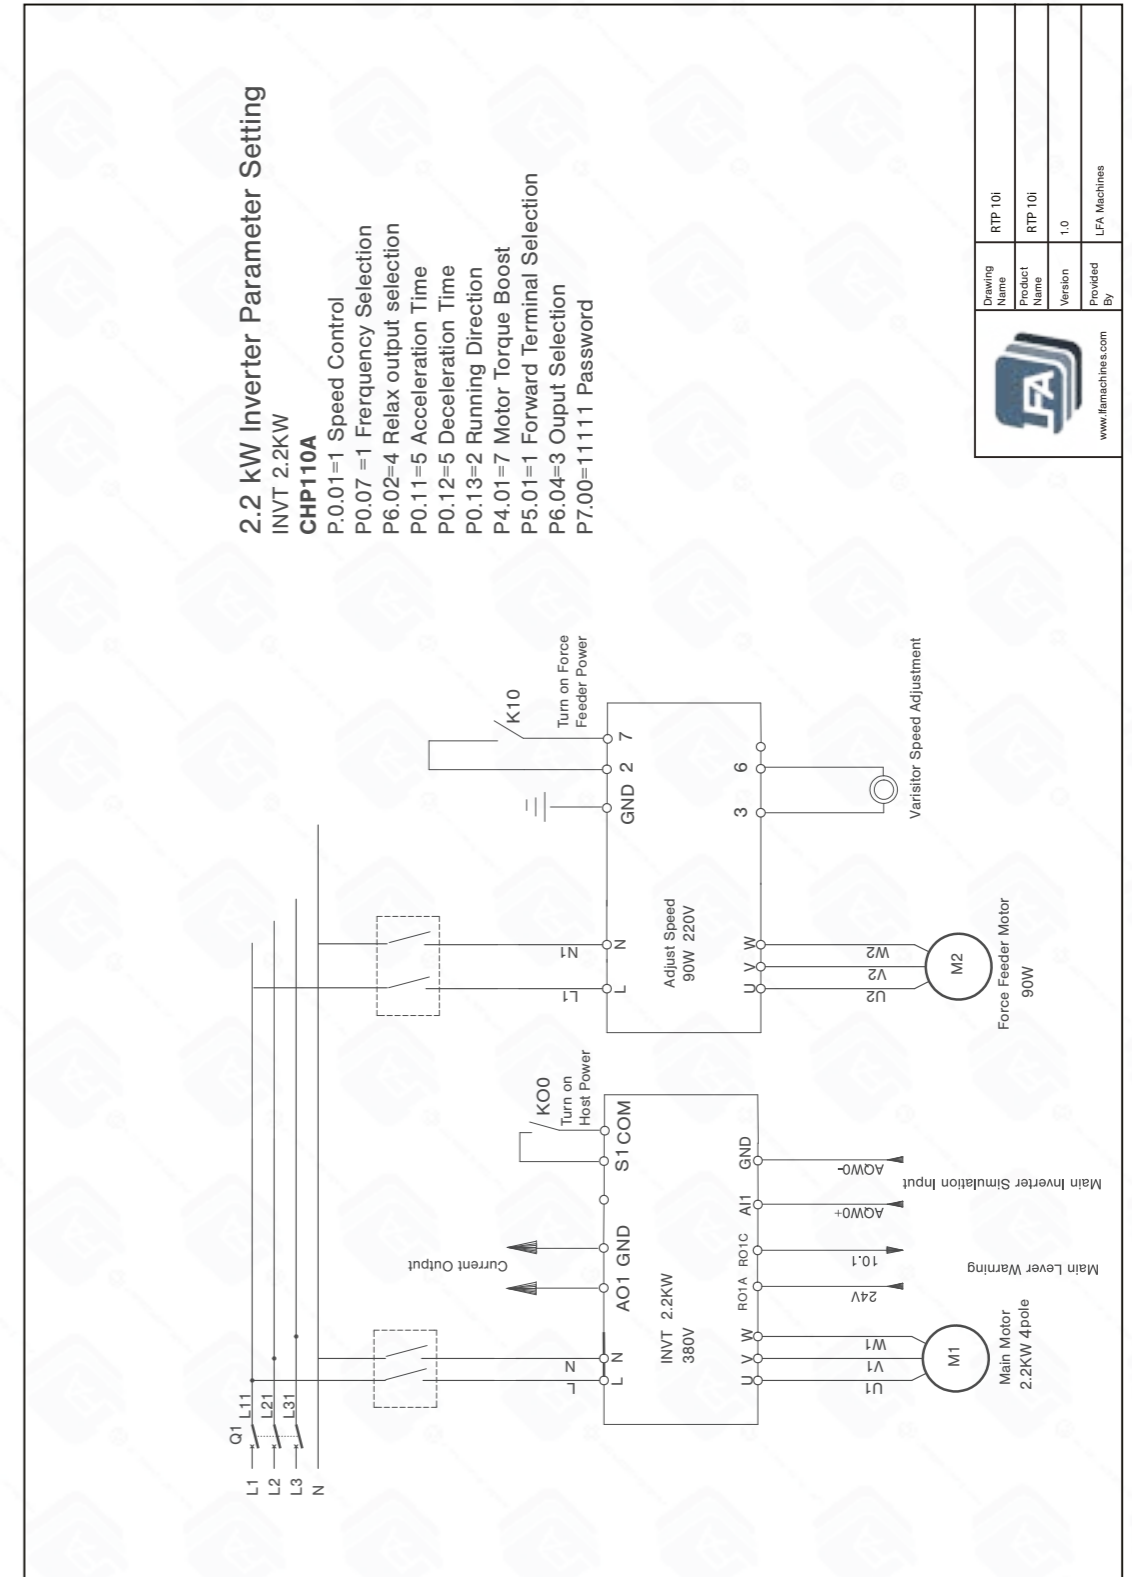 2.2 kW Inverter Parameter Setting
INVT 2.2KW
CHP110A
P.0.01=1 Speed Control
P0.07 =1 Frerquency Selection
P6.02=4 Relax output selection
P0.11=5 Acceleration Time
P0.12=5 Deceleration Time
P0.13=2 Running Direction
P4.01=7 Motor Torque Boost
P5.01=1 Forward Terminal Selection
P6.04=3 Ouput Selection
P7.00=11111 Password
Q1
L1
L2
L3
N
L11
L21
L31
L
N
L
N
Current Output
AO1
GND
S1
COM
KO0
Turn on
Host Power
INVT 2.2KW
380V
U
V
W
RO1A
RO1C
AI1
GND
U1
V1
W1
24V
10.1
AQW0+
AQW0-
M1
Main Motor
2.2KW 4pole
Main Lever Warning
Main Inverter Simulation Input
L1
N1
L
N
GND
2
7
K10
Turn on Force
Feeder Power
Adjust Speed
90W 220V
U
V
W
3
6
U2
V2
W2
M2
Force Feeder Motor
90W
Varisitor Speed Adjustment
LFA
www.lfamachines.com
Drawing
Name
RTP 10i
Product
Name
RTP 10i
Version
1.0
Provided
By
LFA Machines